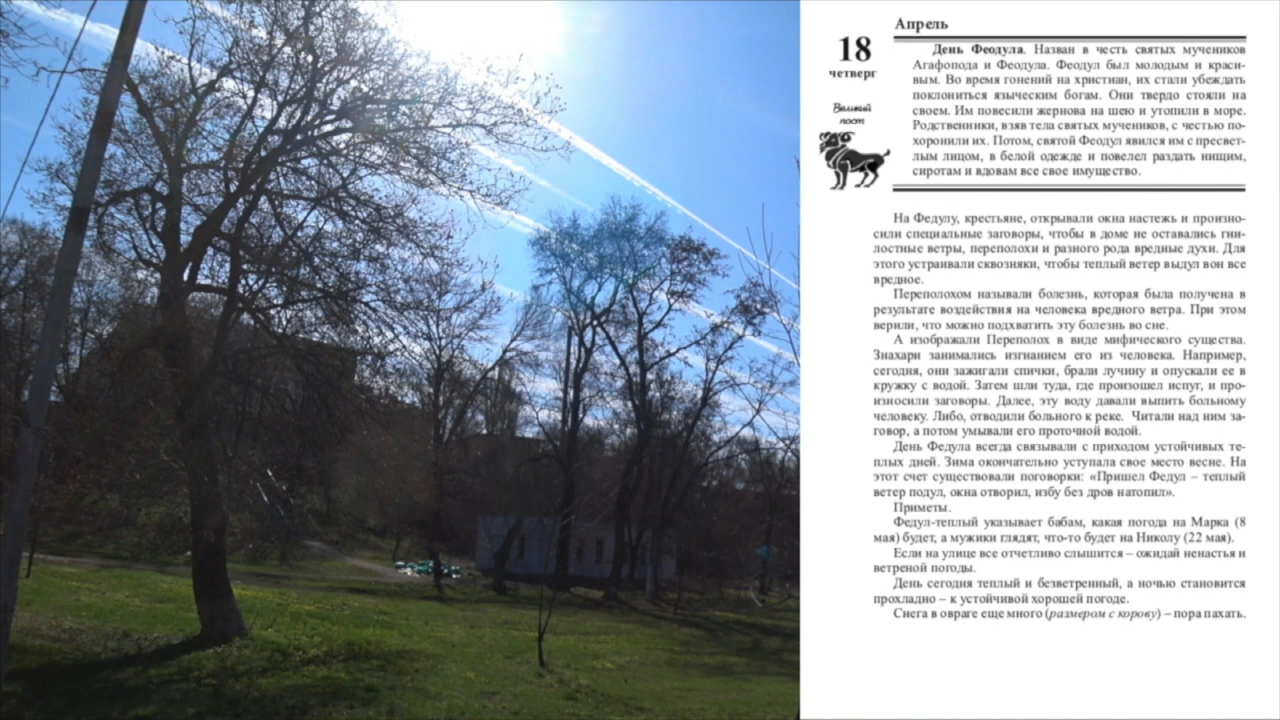 Апрель
18
четверг
Великий
пост
День Феодула. Назван в честь святых мучеников
Агафопода и Феодула. Феодул был молодым и краси-
вым. Во время гонений на христиан, их стали убеждать
поклониться языческим богам. Они твердо стояли на
своем. Им повесили жернова на шею и утопили в море.
Родственники, взяв тела святых мучеников, с честью по-
хоронили их. Потом, святой Феодул явился им с пресвет-
лым лицом, в белой одежде и повелел раздать нищим,
сиротам и вдовам все свое имущество.
На Федулу, крестьяне, открывали окна настежь и произно-
сили специальные заговоры, чтобы в доме не оставались гни-
лостные ветры, переполохи и разного рода вредные духи. Для
этого устраивали сквозняки, чтобы теплый ветер выдул вон все
вредное.
Переполохом называли болезнь, которая была получена в
результате воздействия на человека вредного ветра. При этом
верили, что можно подхватить эту болезнь во сне.
А изображали Переполох в виде мифического существа.
Знахари занимались изгнанием его из человека. Например,
сегодня, они зажигали спички, брали лучину и опускали ее в
кружку с водой. Затем шли туда, где произошел испуг, и про-
износили заговоры. Далее, эту воду давали выпить больному
человеку. Либо, отводили больного к реке. Читали над ним за-
говор, а потом умывали его проточной водой.
День Федула всегда связывали с приходом устойчивых те-
плых дней. Зима окончательно уступала свое место весне. На
этот счет существовали поговорки: «Пришел Федул – теплый
ветер подул, окна отворил, избу без дров натопил».
Приметы.
Федул-теплый указывает бабам, какая погода на Марка (8
мая) будет, а мужики глядят, что-то будет на Николу (22 мая).
Если на улице все отчетливо слышится – ожидай ненастья и
ветреной погоды.
День сегодня теплый и безветренный, а ночью становится
прохладно – к устойчивой хорошей погоде.
Снега в овраге еще много (размером с корову) – пора пахать.